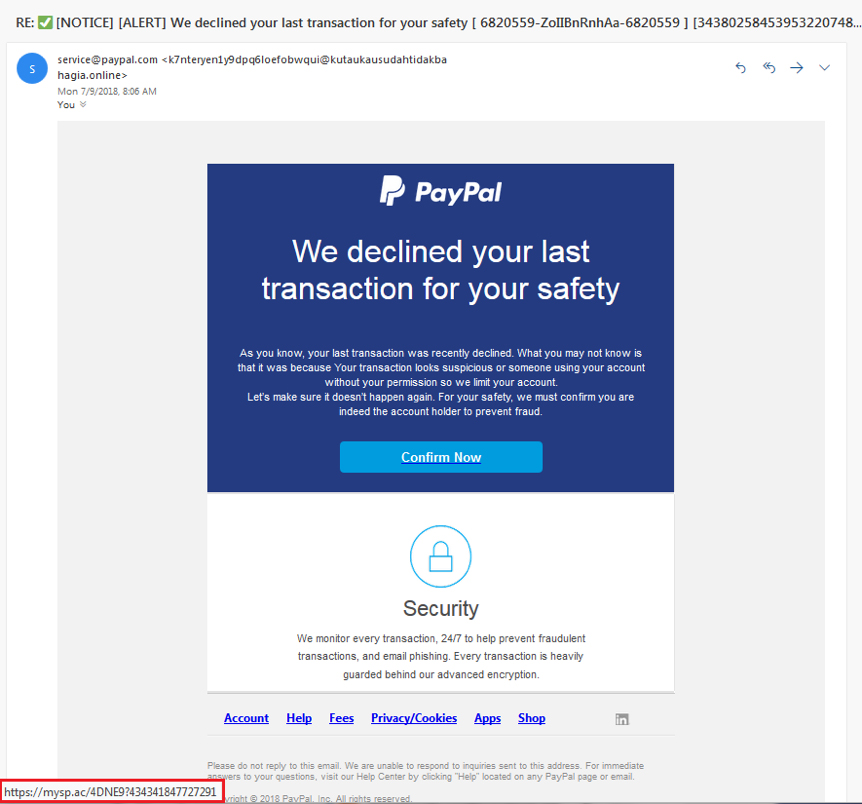 RE: ✅ [NOTICE] [ALERT] We declined your last transaction for your safety [ 6820559-ZoIIBnRnhAa-6820559 ] [34380258453953220748...
S
service@paypal.com <k7nteryen1y9dpq6loefobwqui@kutaukausudahtidakba
hagia.online>
Mon 7/9/2018, 8:06 AM
You
PayPal
We declined your last
transaction for your safety
As you know, your last transaction was recently declined. What you may not know is
that it was because Your transaction looks suspicious or someone using your account
without your permission so we limit your account.
Let's make sure it doesn't happen again. For your safety, we must confirm you are
indeed the account holder to prevent fraud.
Confirm Now
Security
We monitor every transaction, 24/7 to help prevent fraudulent
transactions, and email phishing. Every transaction is heavily
guarded behind our advanced encryption.
Account Help Fees Privacy/Cookies Apps Shop in
Please do not reply to this email. We are unable to respond to inquiries sent to this address. For immediate
answers to your questions, visit our Help Center by clicking "Help" located on any PayPal page or email.
https://mysp.ac/4DNE9?434341847727291
right © 2018 PayPal, Inc. All rights reserved.